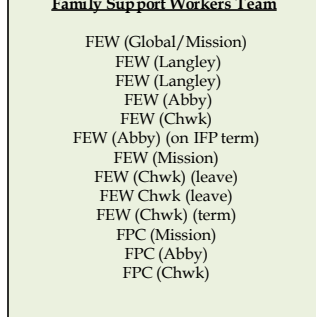 Family Support Workers Team
FEW (Global/Mission)
FEW (Langley)
FEW (Langley)
FEW (Abby)
FEW (Chwk)
FEW (Abby) (on IFP term)
FEW (Mission)
FEW (Chwk) (leave)
FEW Chwk (leave)
FEW (Chwk) (term)
FPC (Mission)
FPC (Abby)
FPC (Chwk)